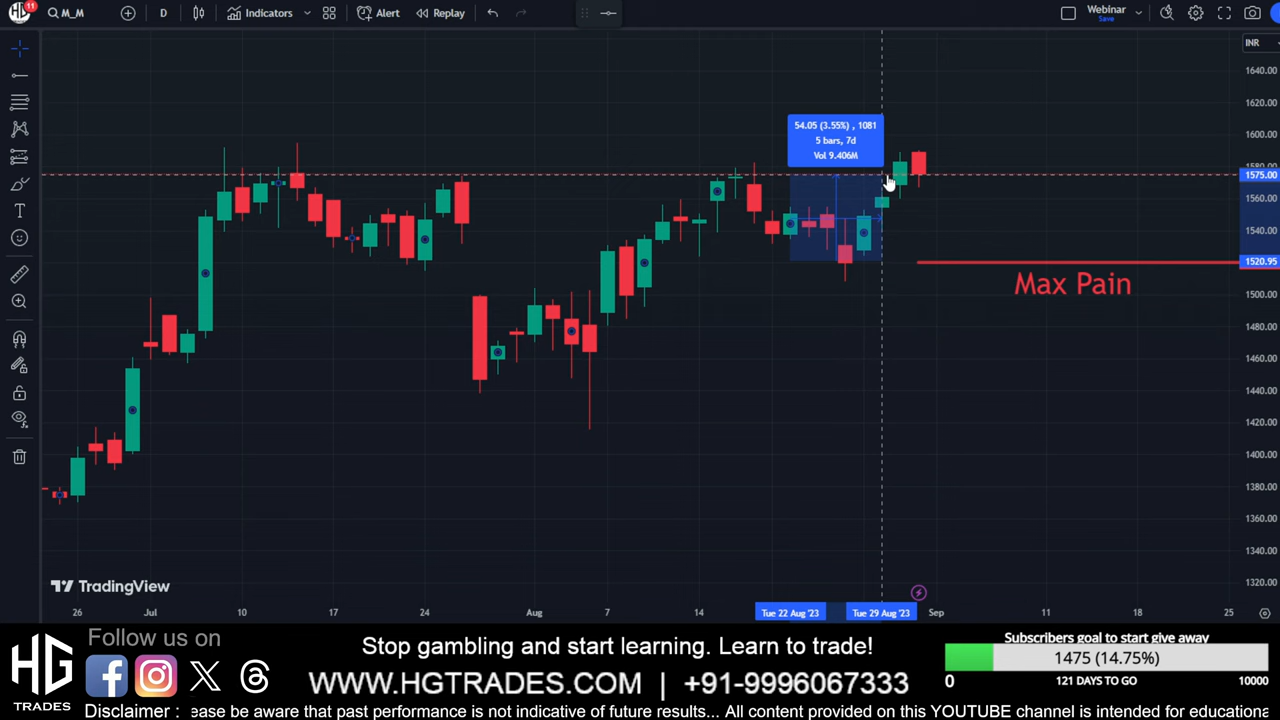 HG
11
M_M
D
Indicators
Alert
Replay
Webinar
Save
INR
1640.00
1620.00
1600.00
1580.00
1575.00
1560.00
1540.00
1520.95
1500.00
1480.00
1460.00
1440.00
1420.00
1400.00
1380.00
1360.00
1340.00
1320.00
54.05 (3.55%) , 1081
5 bars, 7d
Vol 9.406M
Max Pain
TradingView
26
Jul
10
17
24
Aug
7
14
Tue 22 Aug '23
Tue 29 Aug '23
Sep
11
18
25
HG
TRADES
Follow us on
Stop gambling and start learning. Learn to trade!
WWW.HGTRADES.COM | +91-9996067333
Subscribers goal to start give away
1475 (14.75%)
0
121 DAYS TO GO
10000
Disclaimer : ease be aware that past performance is not indicative of future results... All content provided on this YOUTUBE channel is intended for educationa